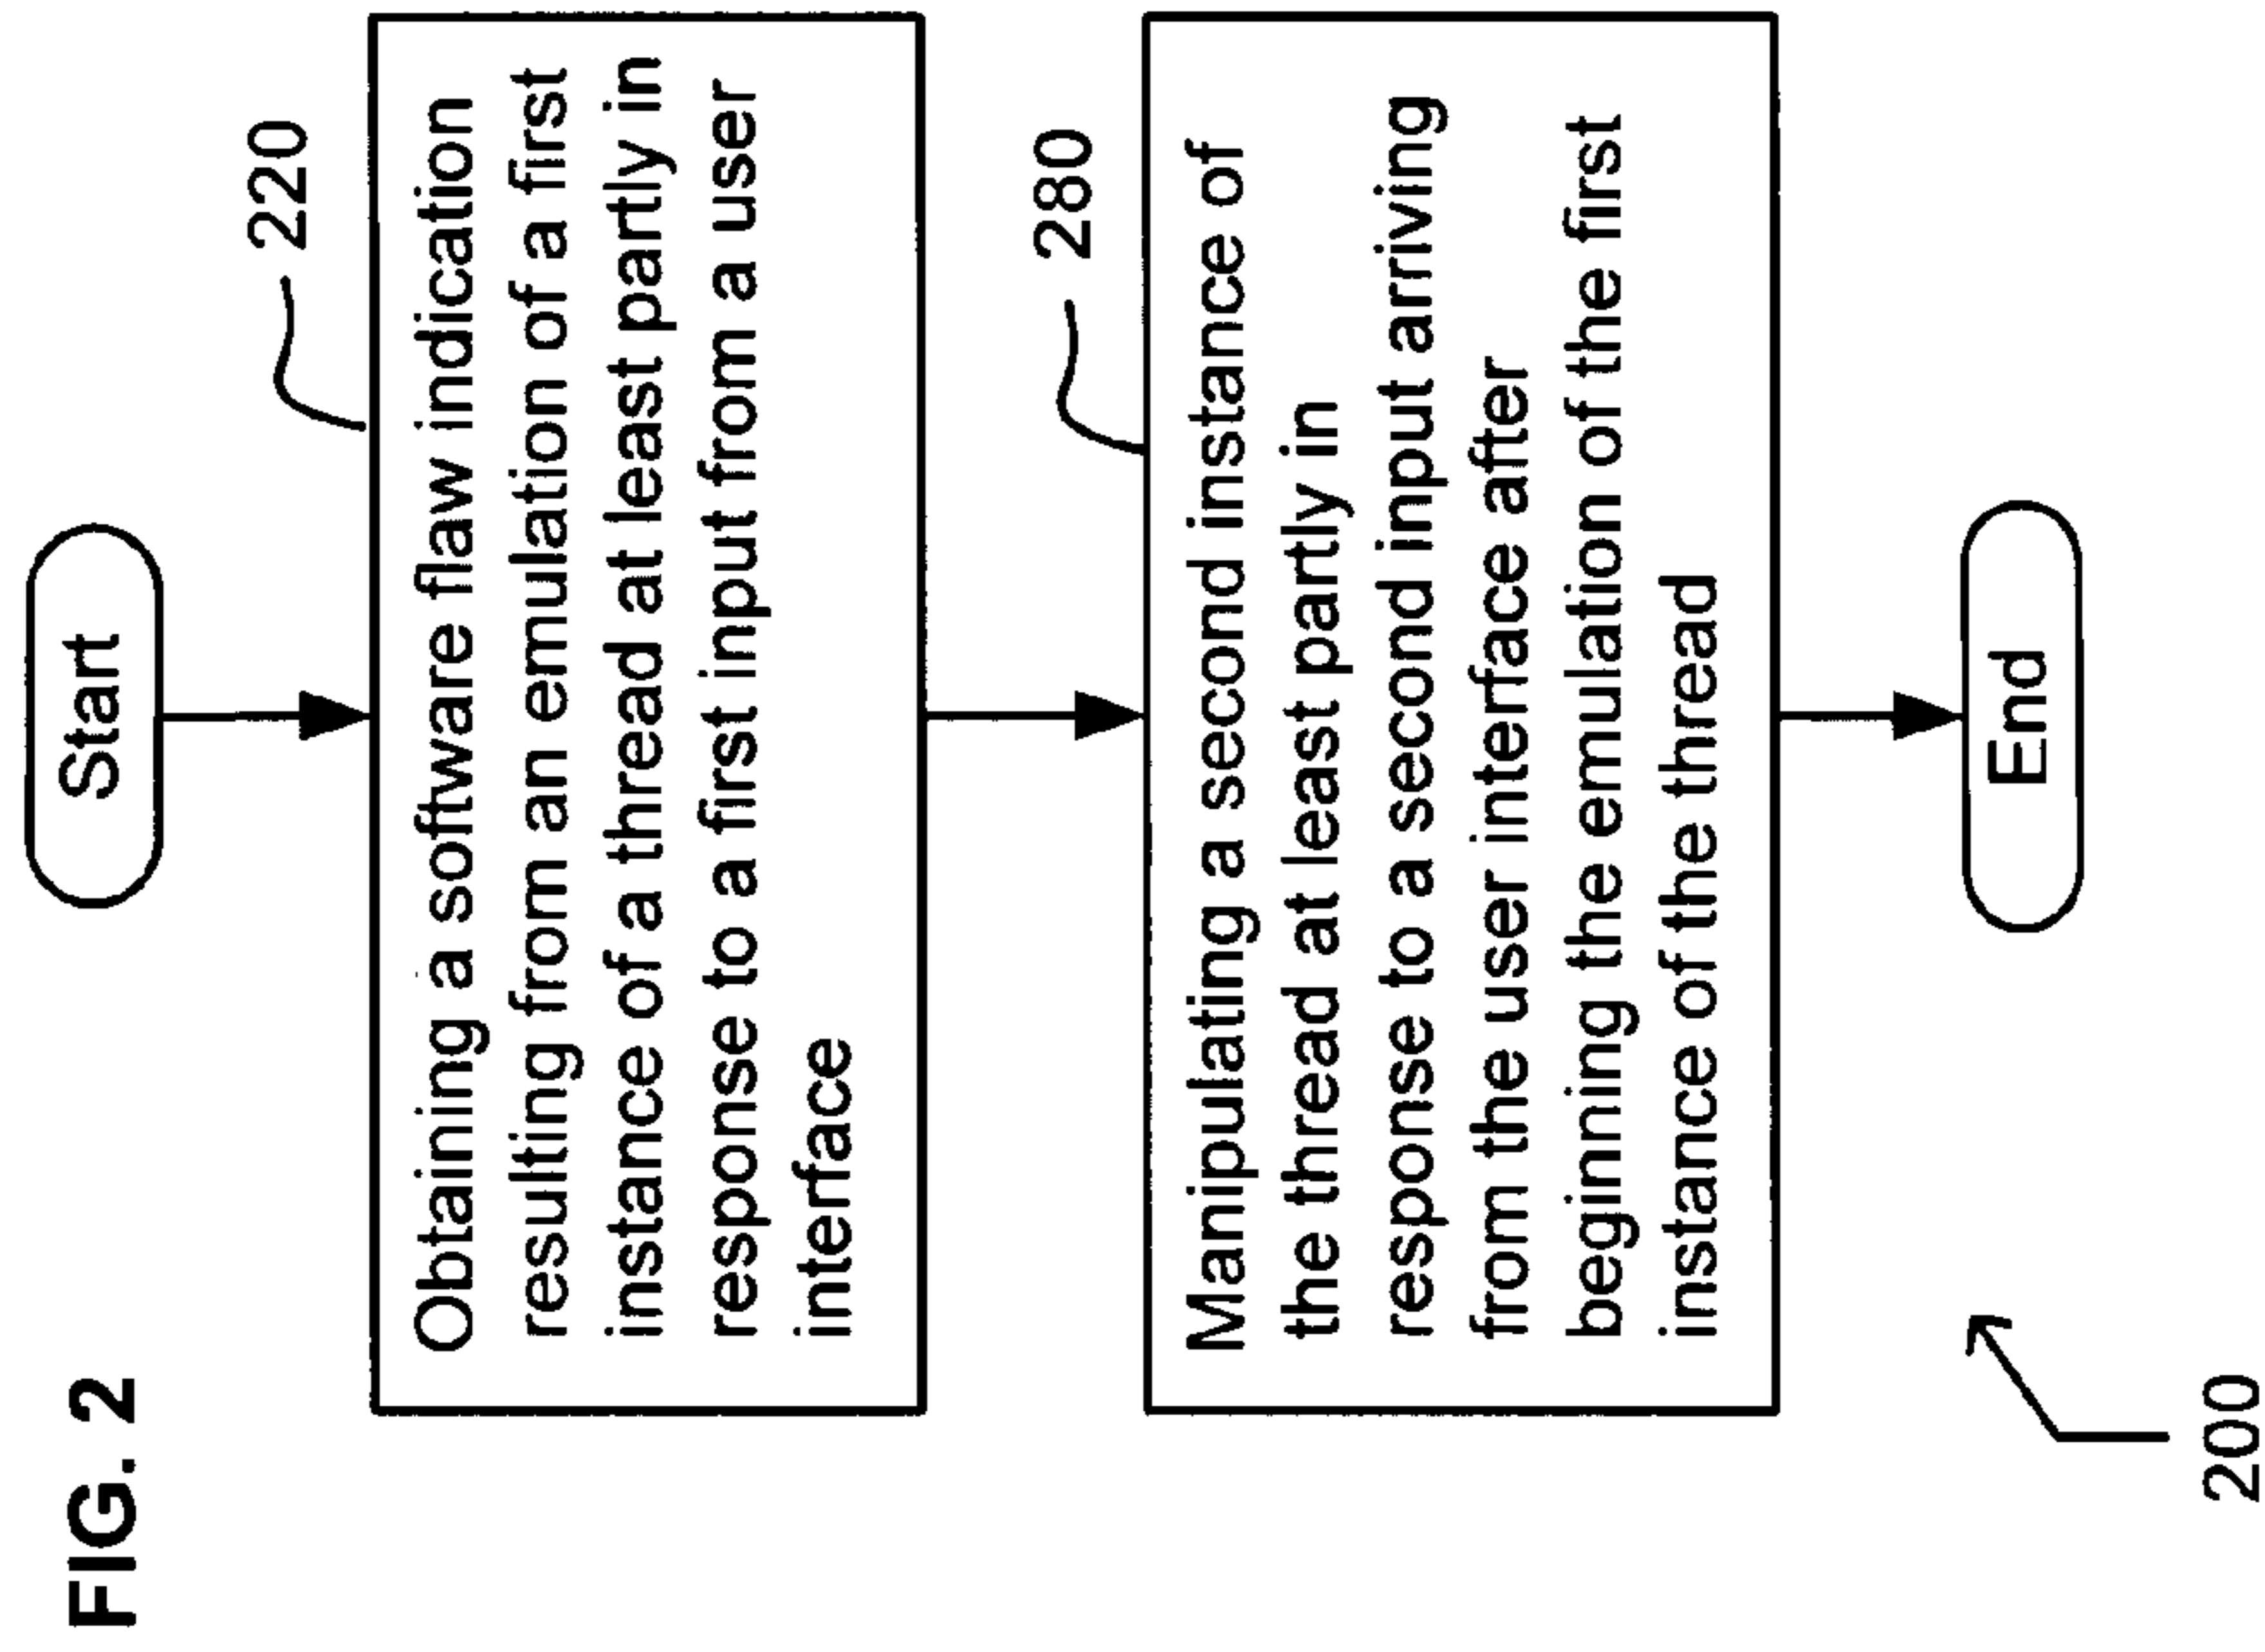 FIG. 2
Start
220
Obtaining a software flaw indication
resulting from an emulation of a first
instance of a thread at least partly in
response to a first input from a user
interface
280
Manipulating a second instance of
the thread at least partly in
response to a second input arriving
from the user interface after
beginning the emulation of the first
instance of the thread
End
200